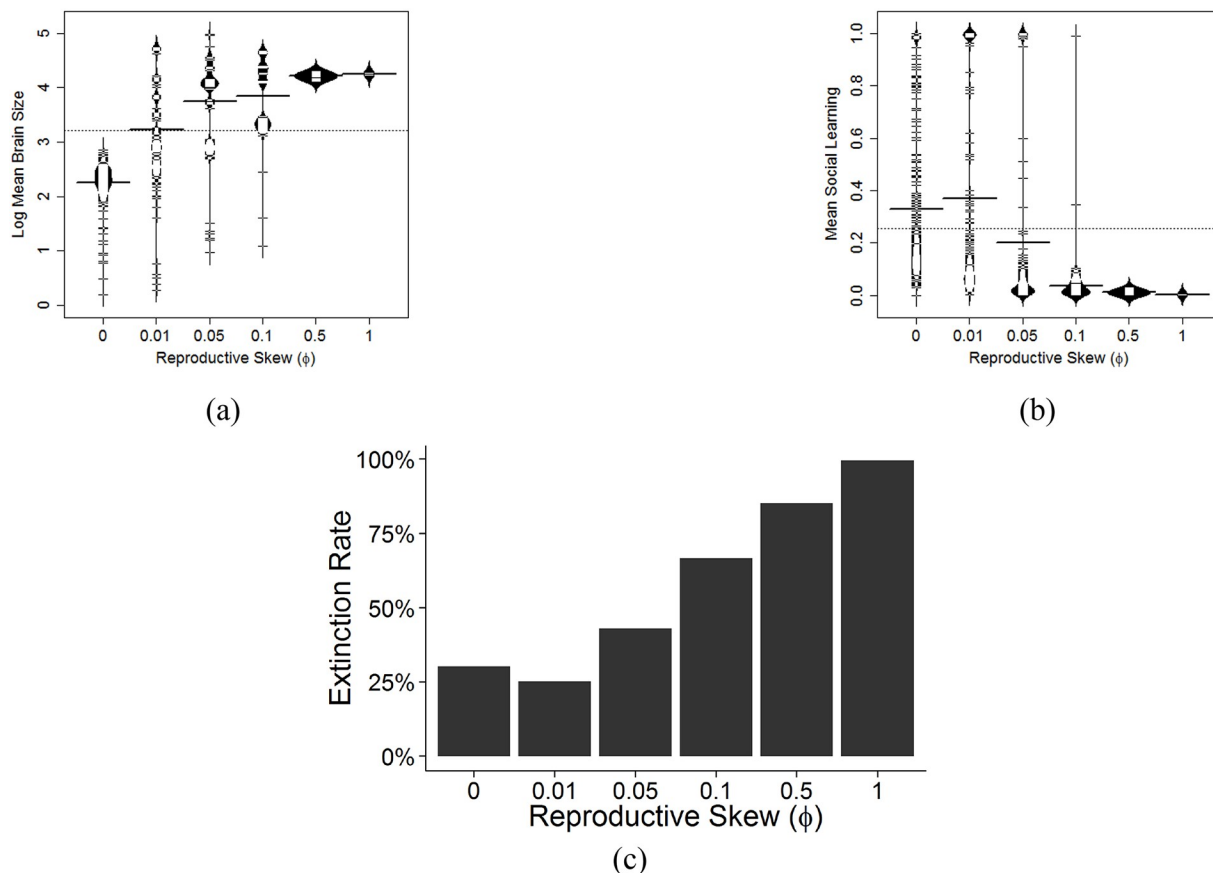 Log Mean Brain Size
5
4
3
2
1
0
0 0.01 0.05 0.1 0.5 1
Reproductive Skew (ϕ)
(a)
Mean Social Learning
1.0
0.8
0.6
0.4
0.2
0.0
0 0.01 0.05 0.1 0.5 1
Reproductive Skew (ϕ)
(b)
Extinction Rate
100%
75%
50%
25%
0%
0 0.01 0.05 0.1 0.5 1
Reproductive Skew (ϕ)
(c)